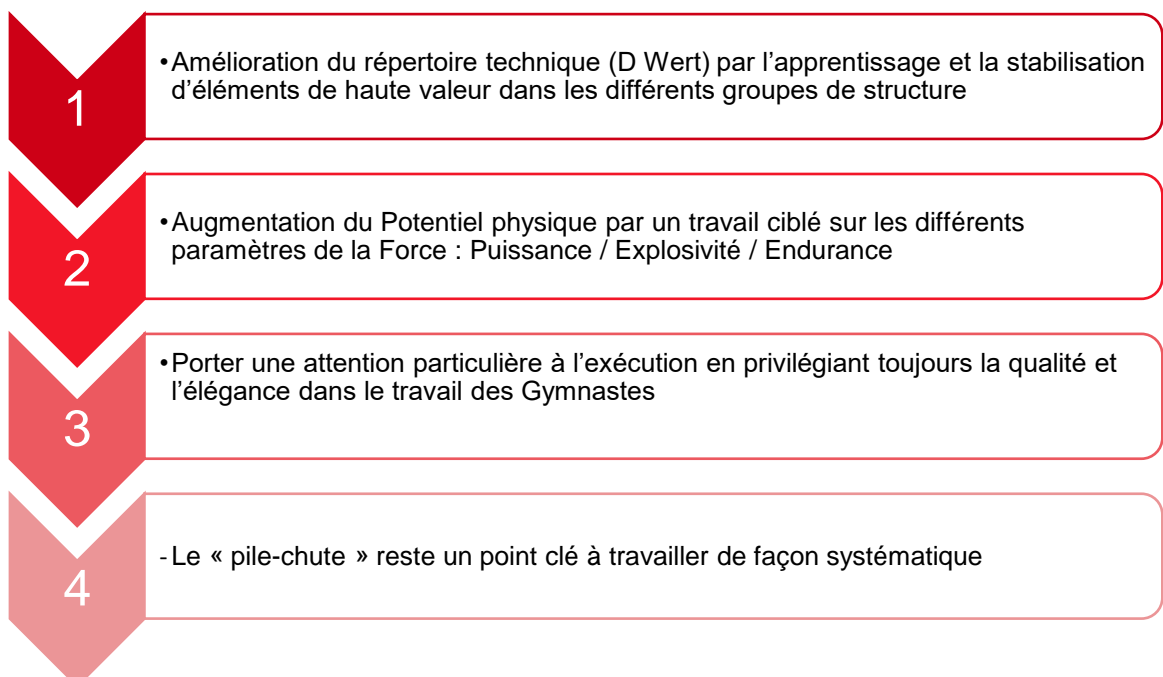 1
•Amélioration du répertoire technique (D Wert) par l’apprentissage et la stabilisation
d’éléments de haute valeur dans les différents groupes de structure
2
•Augmentation du Potentiel physique par un travail ciblé sur les différents
paramètres de la Force : Puissance / Explosivité / Endurance
3
•Porter une attention particulière à l’exécution en privilégiant toujours la qualité et
l’élégance dans le travail des Gymnastes
4
-Le « pile-chute » reste un point clé à travailler de façon systématique